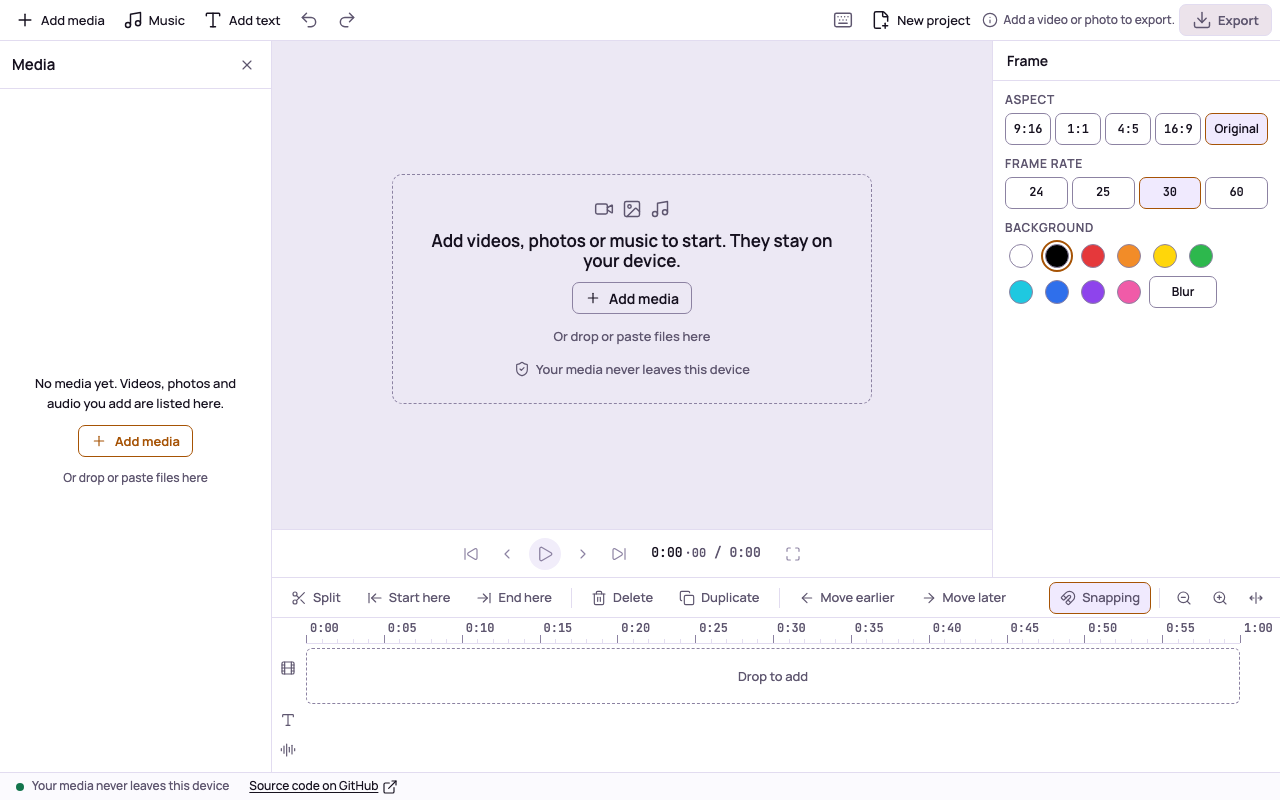 Add media
Music
Add text
New project
Add a video or photo to export.
Export
Media
No media yet. Videos, photos and
audio you add are listed here.
Add media
Or drop or paste files here
Add videos, photos or music to start. They stay on
your device.
Add media
Or drop or paste files here
Your media never leaves this device
0:00·00 / 0:00
Frame
ASPECT
9:16 1:1 4:5 16:9 Original
FRAME RATE
24 25 30 60
BACKGROUND
Blur
Split
Start here
End here
Delete
Duplicate
Move earlier
Move later
Snapping
0:00 0:05 0:10 0:15 0:20 0:25 0:30 0:35 0:40 0:45 0:50 0:55 1:00
Drop to add
Your media never leaves this device
Source code on GitHub